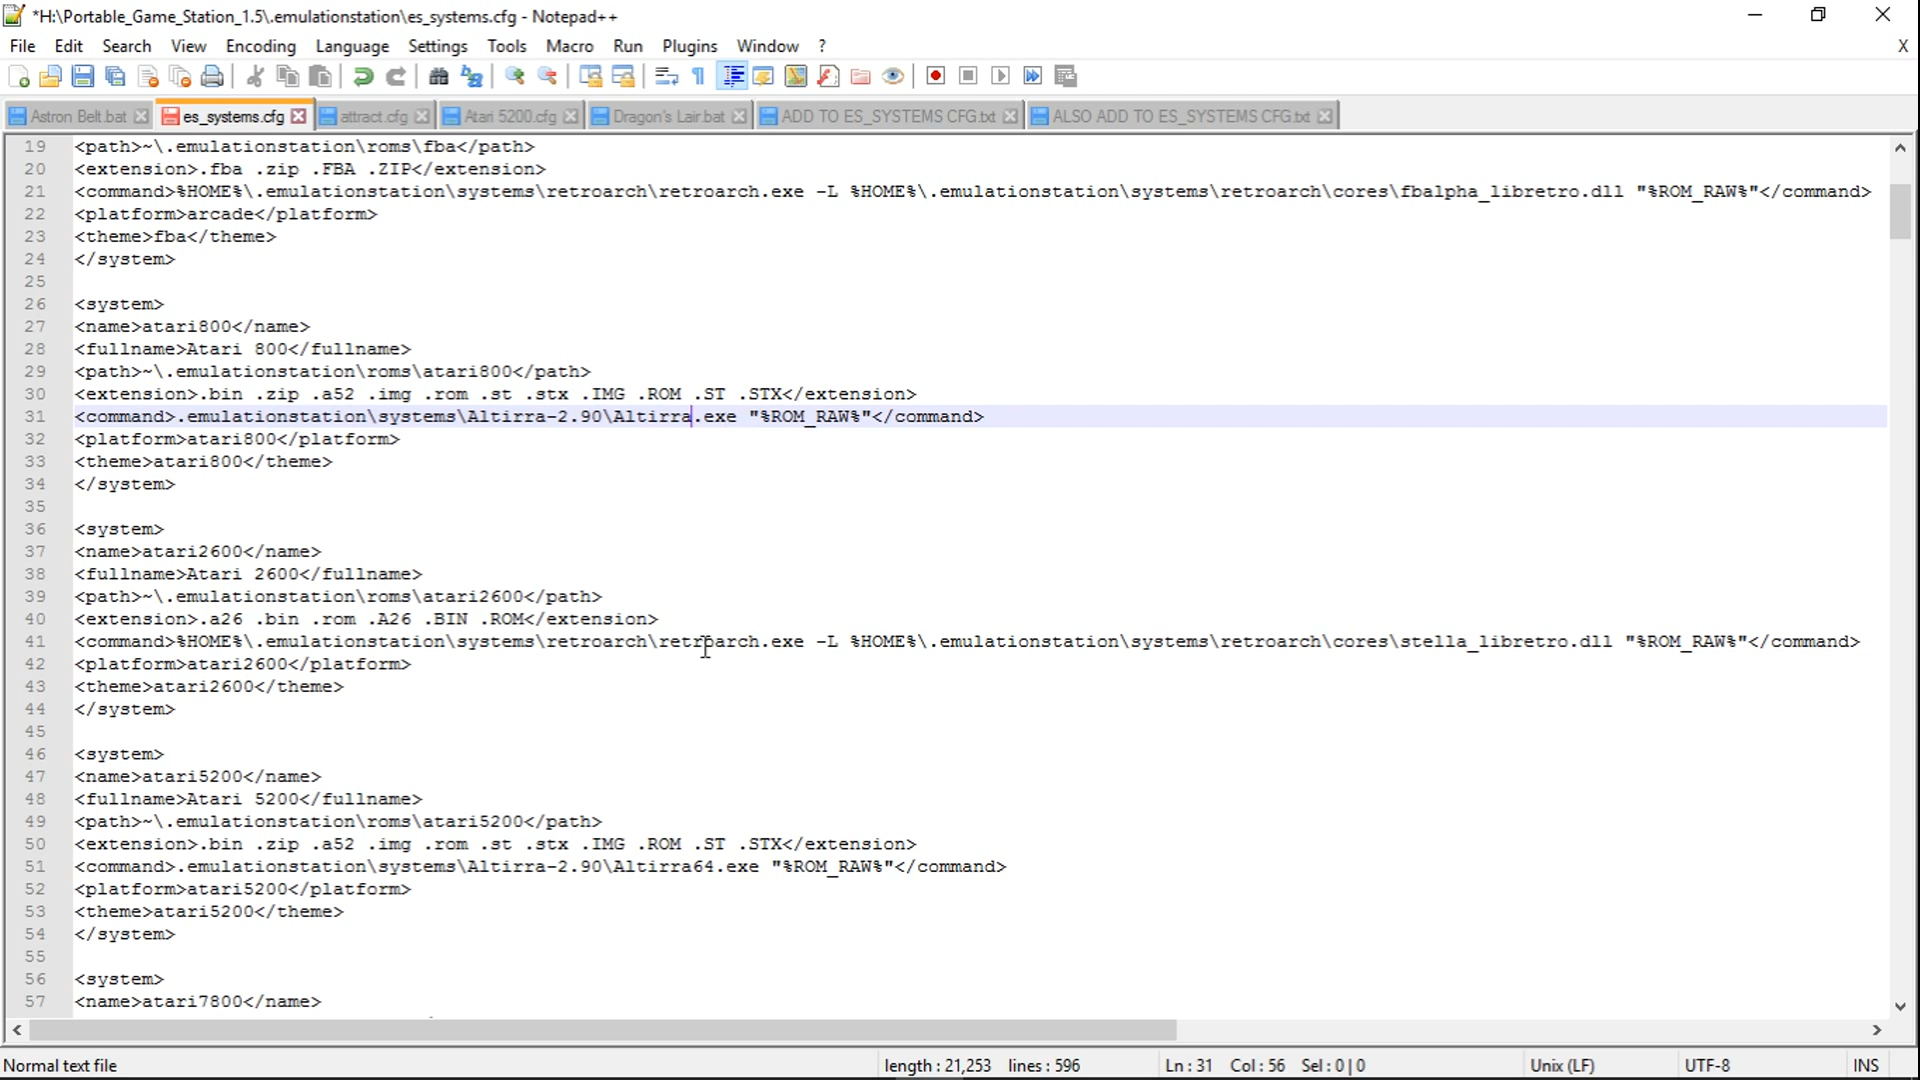 *H:\Portable_Game_Station_1.5\.emulationstation\es_systems.cfg - Notepad++
File Edit Search View Encoding Language Settings Tools Macro Run Plugins Window ? X
Astron Belt.bat es_systems.cfg attract.cfg Atari 5200.cfg Dragon's Lair.bat ADD TO ES_SYSTEMS CFG.txt ALSO ADD TO ES_SYSTEMS CFG.txt
19 <path>~\.emulationstation\roms\fba</path>
20 <extension>.fba .zip .FBA .ZIP</extension>
21 <command>%HOME%\.emulationstation\systems\retroarch\retroarch.exe -L %HOME%\.emulationstation\systems\retroarch\cores\fbalpha_libretro.dll "%ROM_RAW%"</command>
22 <platform>arcade</platform>
23 <theme>fba</theme>
24 </system>
25
26 <system>
27 <name>atari800</name>
28 <fullname>Atari 800</fullname>
29 <path>~\.emulationstation\roms\atari800</path>
30 <extension>.bin .zip .a52 .img .rom .st .stx .IMG .ROM .ST .STX</extension>
31 <command>.emulationstation\systems\Altirra-2.90\Altirra.exe "%ROM_RAW%"</command>
32 <platform>atari800</platform>
33 <theme>atari800</theme>
34 </system>
35
36 <system>
37 <name>atari2600</name>
38 <fullname>Atari 2600</fullname>
39 <path>~\.emulationstation\roms\atari2600</path>
40 <extension>.a26 .bin .rom .A26 .BIN .ROM</extension>
41 <command>%HOME%\.emulationstation\systems\retroarch\retroarch.exe -L %HOME%\.emulationstation\systems\retroarch\cores\stella_libretro.dll "%ROM_RAW%"</command>
42 <platform>atari2600</platform>
43 <theme>atari2600</theme>
44 </system>
45
46 <system>
47 <name>atari5200</name>
48 <fullname>Atari 5200</fullname>
49 <path>~\.emulationstation\roms\atari5200</path>
50 <extension>.bin .zip .a52 .img .rom .st .stx .IMG .ROM .ST .STX</extension>
51 <command>.emulationstation\systems\Altirra-2.90\Altirra64.exe "%ROM_RAW%"</command>
52 <platform>atari5200</platform>
53 <theme>atari5200</theme>
54 </system>
55
56 <system>
57 <name>atari7800</name>
Normal text file length : 21,253 lines : 596 Ln : 31 Col : 56 Sel : 0 | 0 Unix (LF) UTF-8 INS